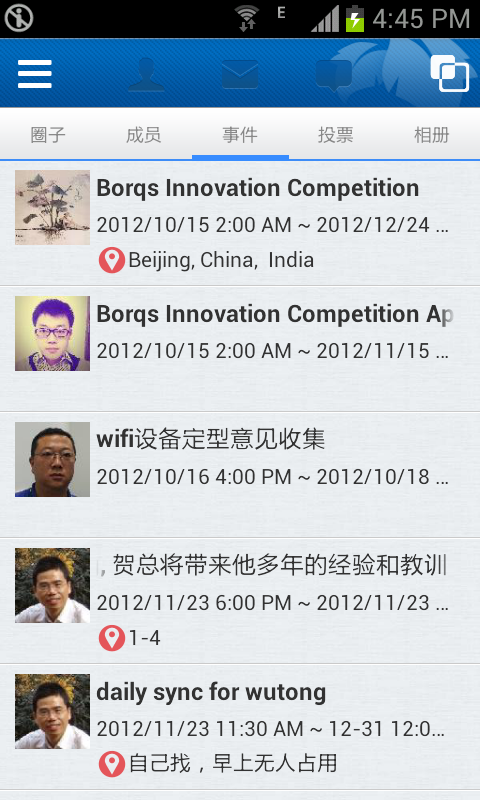 E 4:45 PM
圈子 成员 事件 投票 相册
Borqs Innovation Competition
2012/10/15 2:00 AM ~ 2012/12/24 ...
Beijing, China, India
Borqs Innovation Competition Ap
2012/10/15 2:00 AM ~ 2012/11/15 ...
wifi设备定型意见收集
2012/10/16 4:00 PM ~ 2012/10/18 ...
, 贺总将带来他多年的经验和教训
2012/11/23 6:00 PM ~ 2012/11/23 ...
1-4
daily sync for wutong
2012/11/23 11:30 AM ~ 12-31 12:0...
自己找，早上无人占用